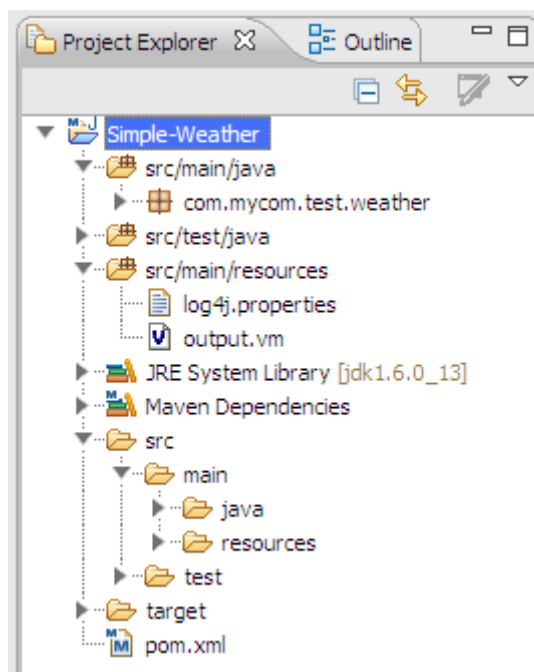 Project Explorer Outline
Simple-Weather
src/main/java
com.mycom.test.weather
src/test/java
src/main/resources
log4j.properties
output.vm
JRE System Library [jdk1.6.0_13]
Maven Dependencies
src
main
java
resources
test
target
pom.xml